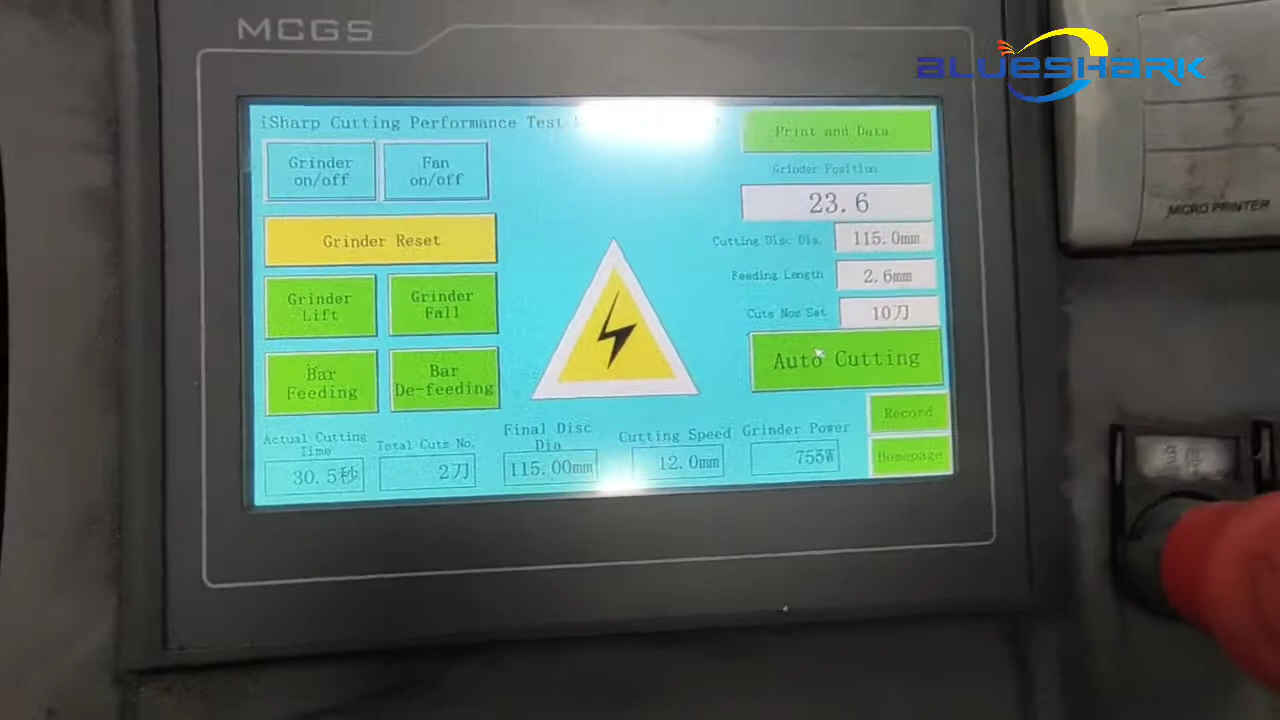 MCGS
BLUESHARK
iSharp Cutting Performance Test
Print and Data
Grinder on/off
Fan on/off
Grinder Position
23.6
Grinder Reset
Cutting Disc Dia.
115.0mm
Feeding Length
2.6mm
Grinder Lift
Grinder Fall
Cuts Nos Set
10刀
Auto Cutting
Bar Feeding
Bar De-feeding
Record
Homepage
Actual Cutting Time
30.5秒
Total Cuts No.
2刀
Final Disc Dia
115.00mm
Cutting Speed
12.0mm
Grinder Power
755W
MICRO PRINTER